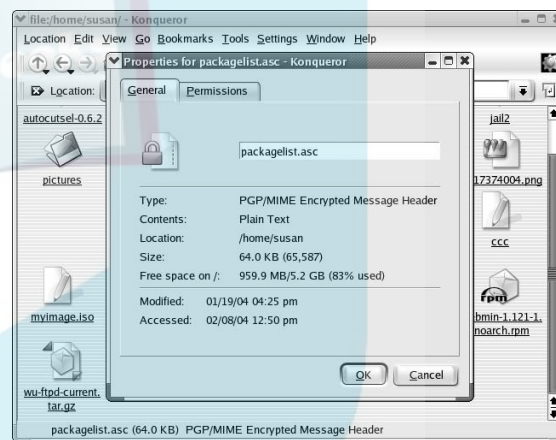 file:/home/susan/ - Konqueror
Location Edit View Go Bookmarks Tools Settings Window Help
Properties for packagelist.asc - Konqueror
Location:
General Permissions
autocutsel-0.6.2
jail2
packagelist.asc
pictures
17374004.png
Type: PGP/MIME Encrypted Message Header
Contents: Plain Text
Location: /home/susan
Size: 64.0 KB (65,587)
Free space on /: 959.9 MB/5.2 GB (83% used)
ccc
Modified: 01/19/04 04:25 pm
Accessed: 02/08/04 12:50 pm
rpm
myimage.iso
bmin-1.121-1.
noarch.rpm
OK Cancel
wu-ftpd-current.
tar.gz
packagelist.asc (64.0 KB) PGP/MIME Encrypted Message Header